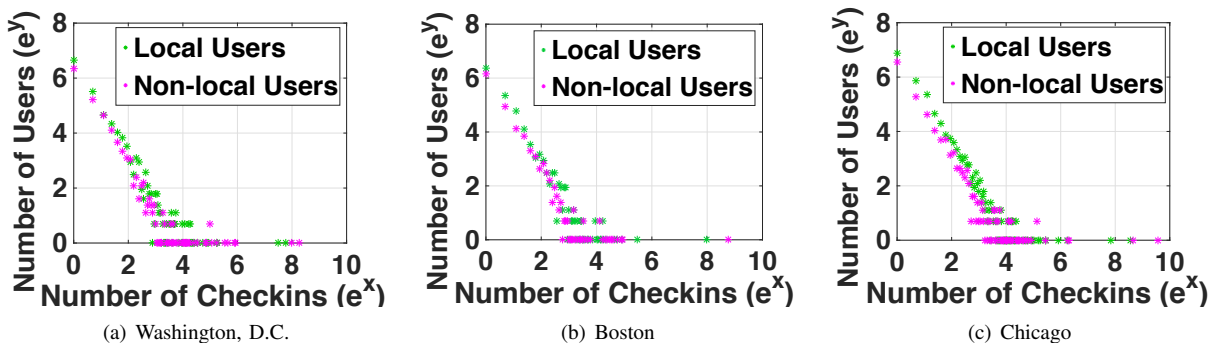 8
6
4
2
0
0 2 4 6 8 10
Number of Users (e^y)
Number of Checkins (e^x)
Local Users
Non-local Users
(a) Washington, D.C.
8
6
4
2
0
0 2 4 6 8 10
Number of Users (e^y)
Number of Checkins (e^x)
Local Users
Non-local Users
(b) Boston
8
6
4
2
0
0 2 4 6 8 10
Number of Users (e^y)
Number of Checkins (e^x)
Local Users
Non-local Users
(c) Chicago